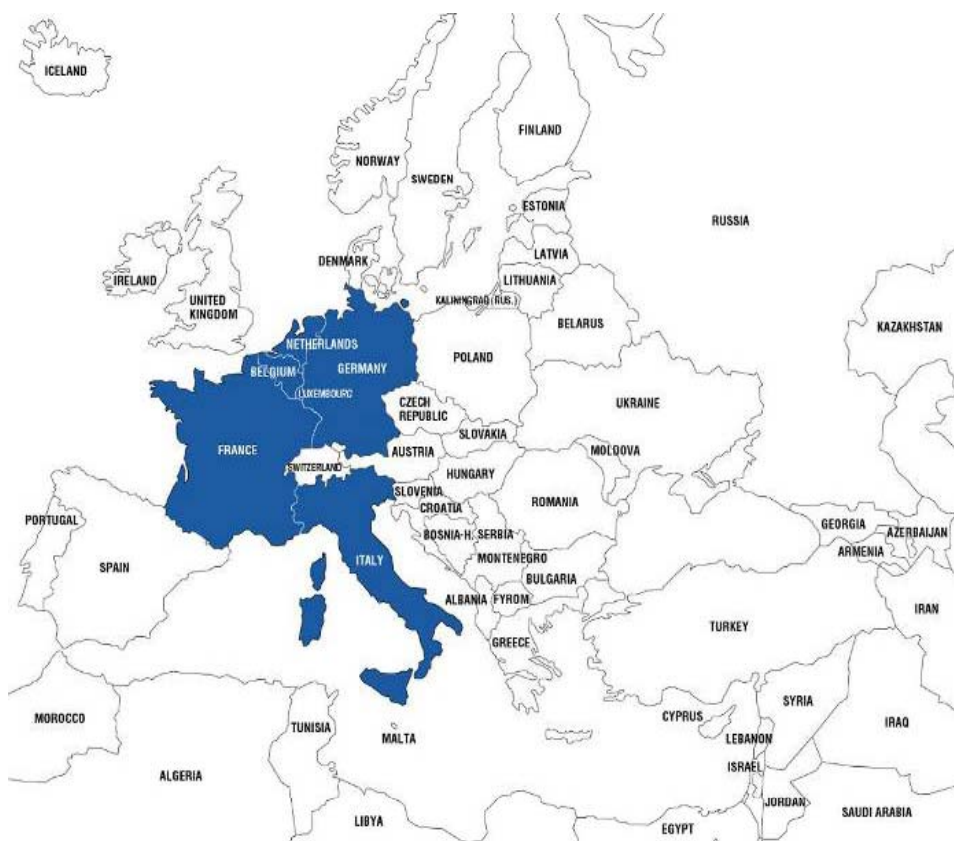 ICELAND
FINLAND
NORWAY
SWEDEN
ESTONIA
RUSSIA
LATVIA
DENMARK
LITHUANIA
IRELAND
UNITED
KINGDOM
KALININGRAD (RUS.)
BELARUS
KAZAKHSTAN
NETHERLANDS
POLAND
BELGIUM
GERMANY
(LUXEMBOURG
CZECH
REPUBLIC
UKRAINE
SLOVAKIA
FRANCE
AUSTRIA
MOLDOVA
SWITZERLAND
HUNGARY
SLOVENIA
ROMANIA
CROATIA
PORTUGAL
BOSNIA-H.
SERBIA
GEORGIA
AZERBAIJAN
ARMENIA
ITALY
MONTENEGRO
SPAIN
BULGARIA
ALBANIA
FYROM
IRAN
TURKEY
GREECE
SYRIA
MOROCCO
TUNISIA
CYPRUS
IRAQ
MALTA
LEBANON
ALGERIA
ISRAEL
JORDAN
SAUDI ARABIA
LIBYA
EGYPT